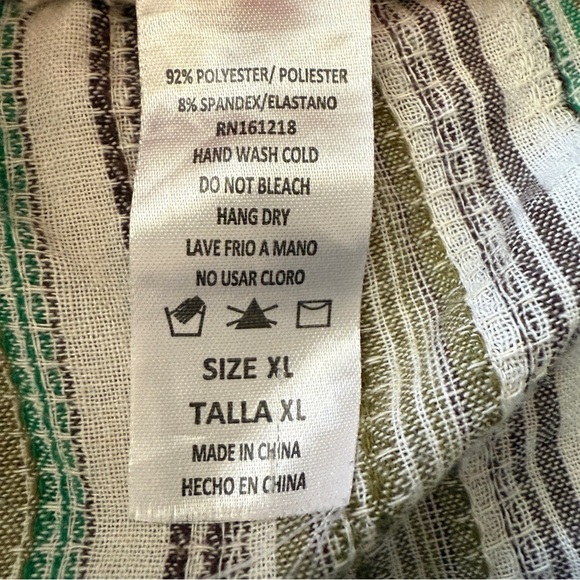 92% POLYESTER/ POLIESTER
8% SPANDEX/ELASTANO
RN161218
HAND WASH COLD
DO NOT BLEACH
HANG DRY
LAVE FRIO A MANO
NO USAR CLORO
SIZE XL
TALLA XL
MADE IN CHINA
HECHO EN CHINA